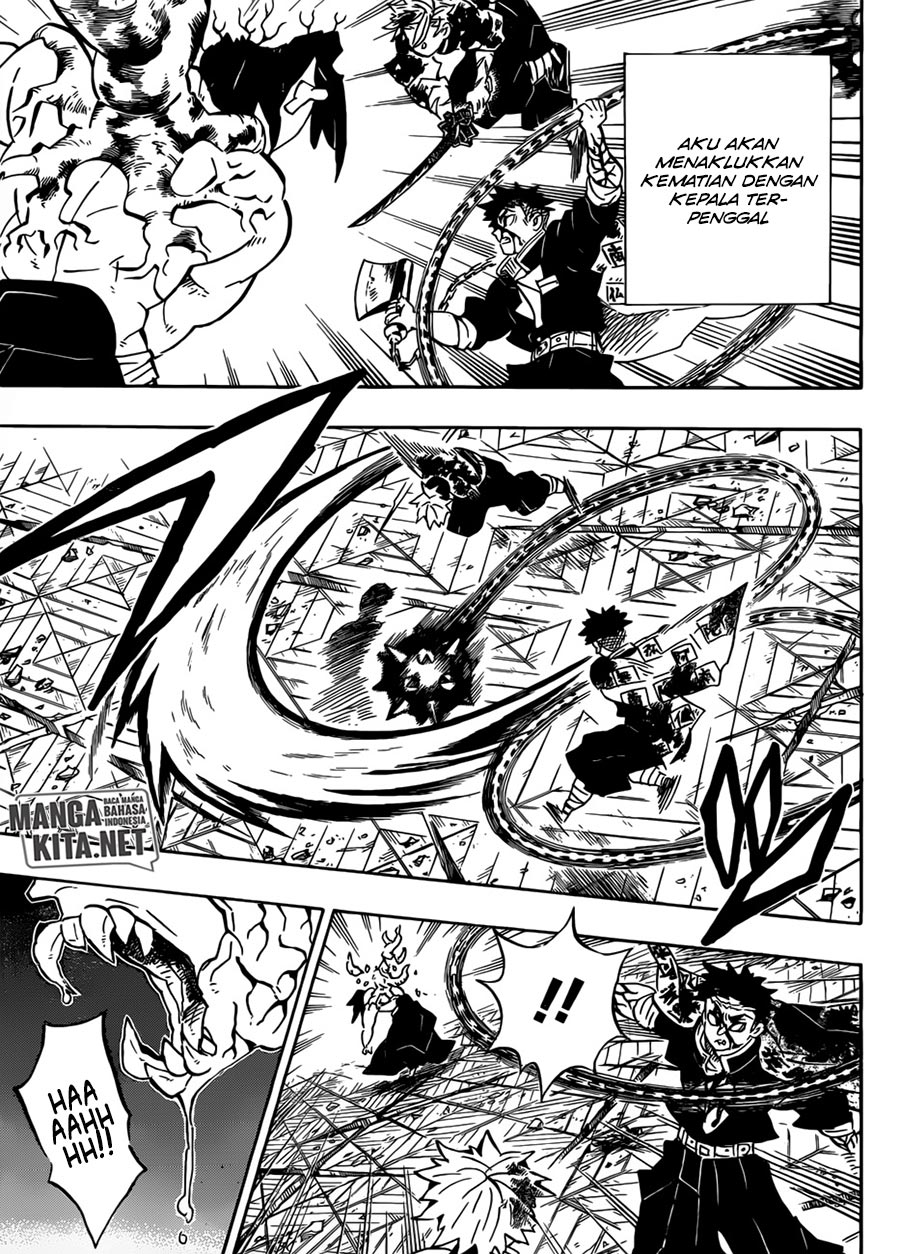 AKU AKAN
MENAKLUKKAN
KEMATIAN DENGAN
KEPALA TER-
PENGGAL
MANGA
BACA MANGA
BAHASA
INDONESIA
KITA.NET
!!
HAA
AAHH
HH!!